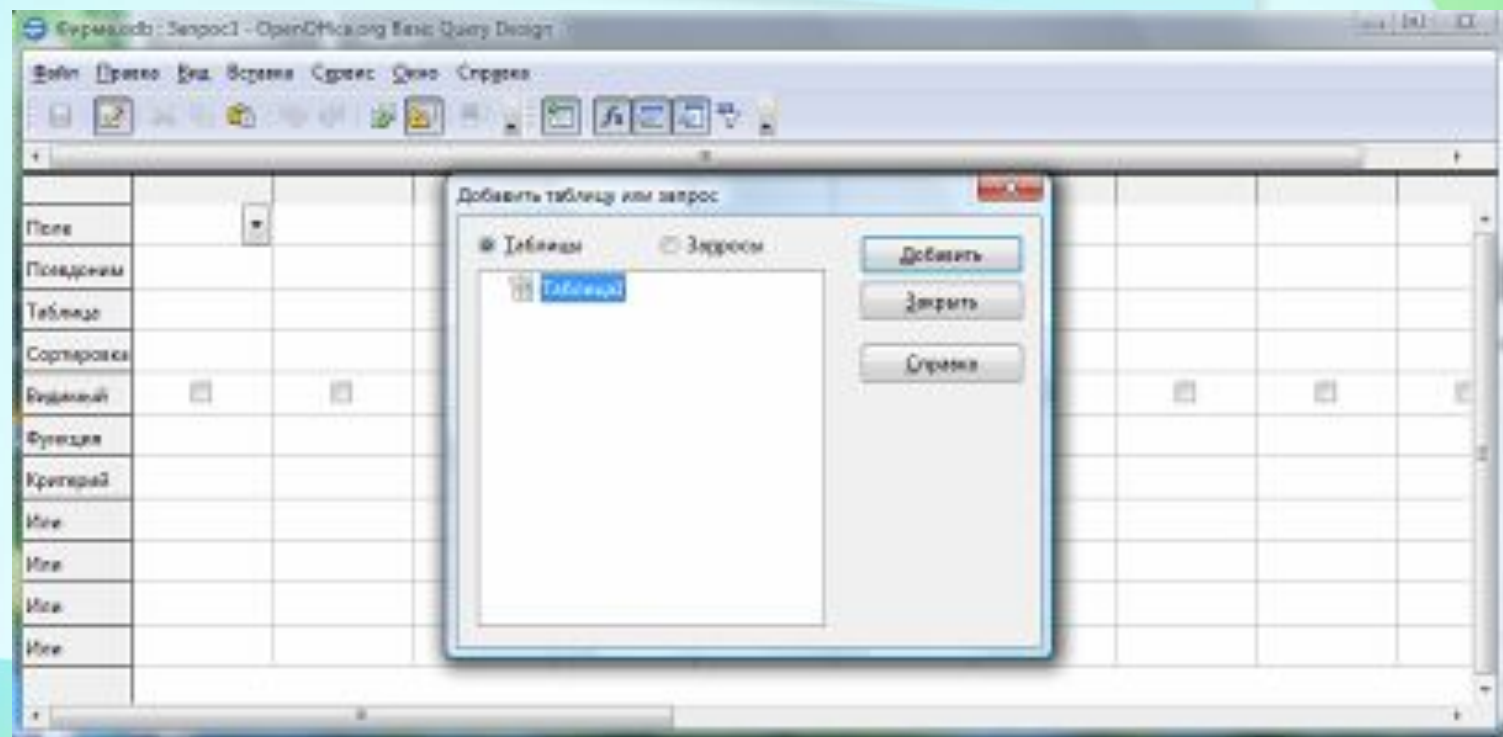 Фирма.odb : Запрос1 - OpenOffice.org Base: Query Design
Файл Правка Вид Вставка Сервис Окно Справка
Добавить таблицу или запрос
Таблицы Запросы
Добавить
Закрыть
Справка
Поле
Псевдоним
Таблица
Сортировка
Видимый
Функция
Критерий
Или
Или
Или
Или